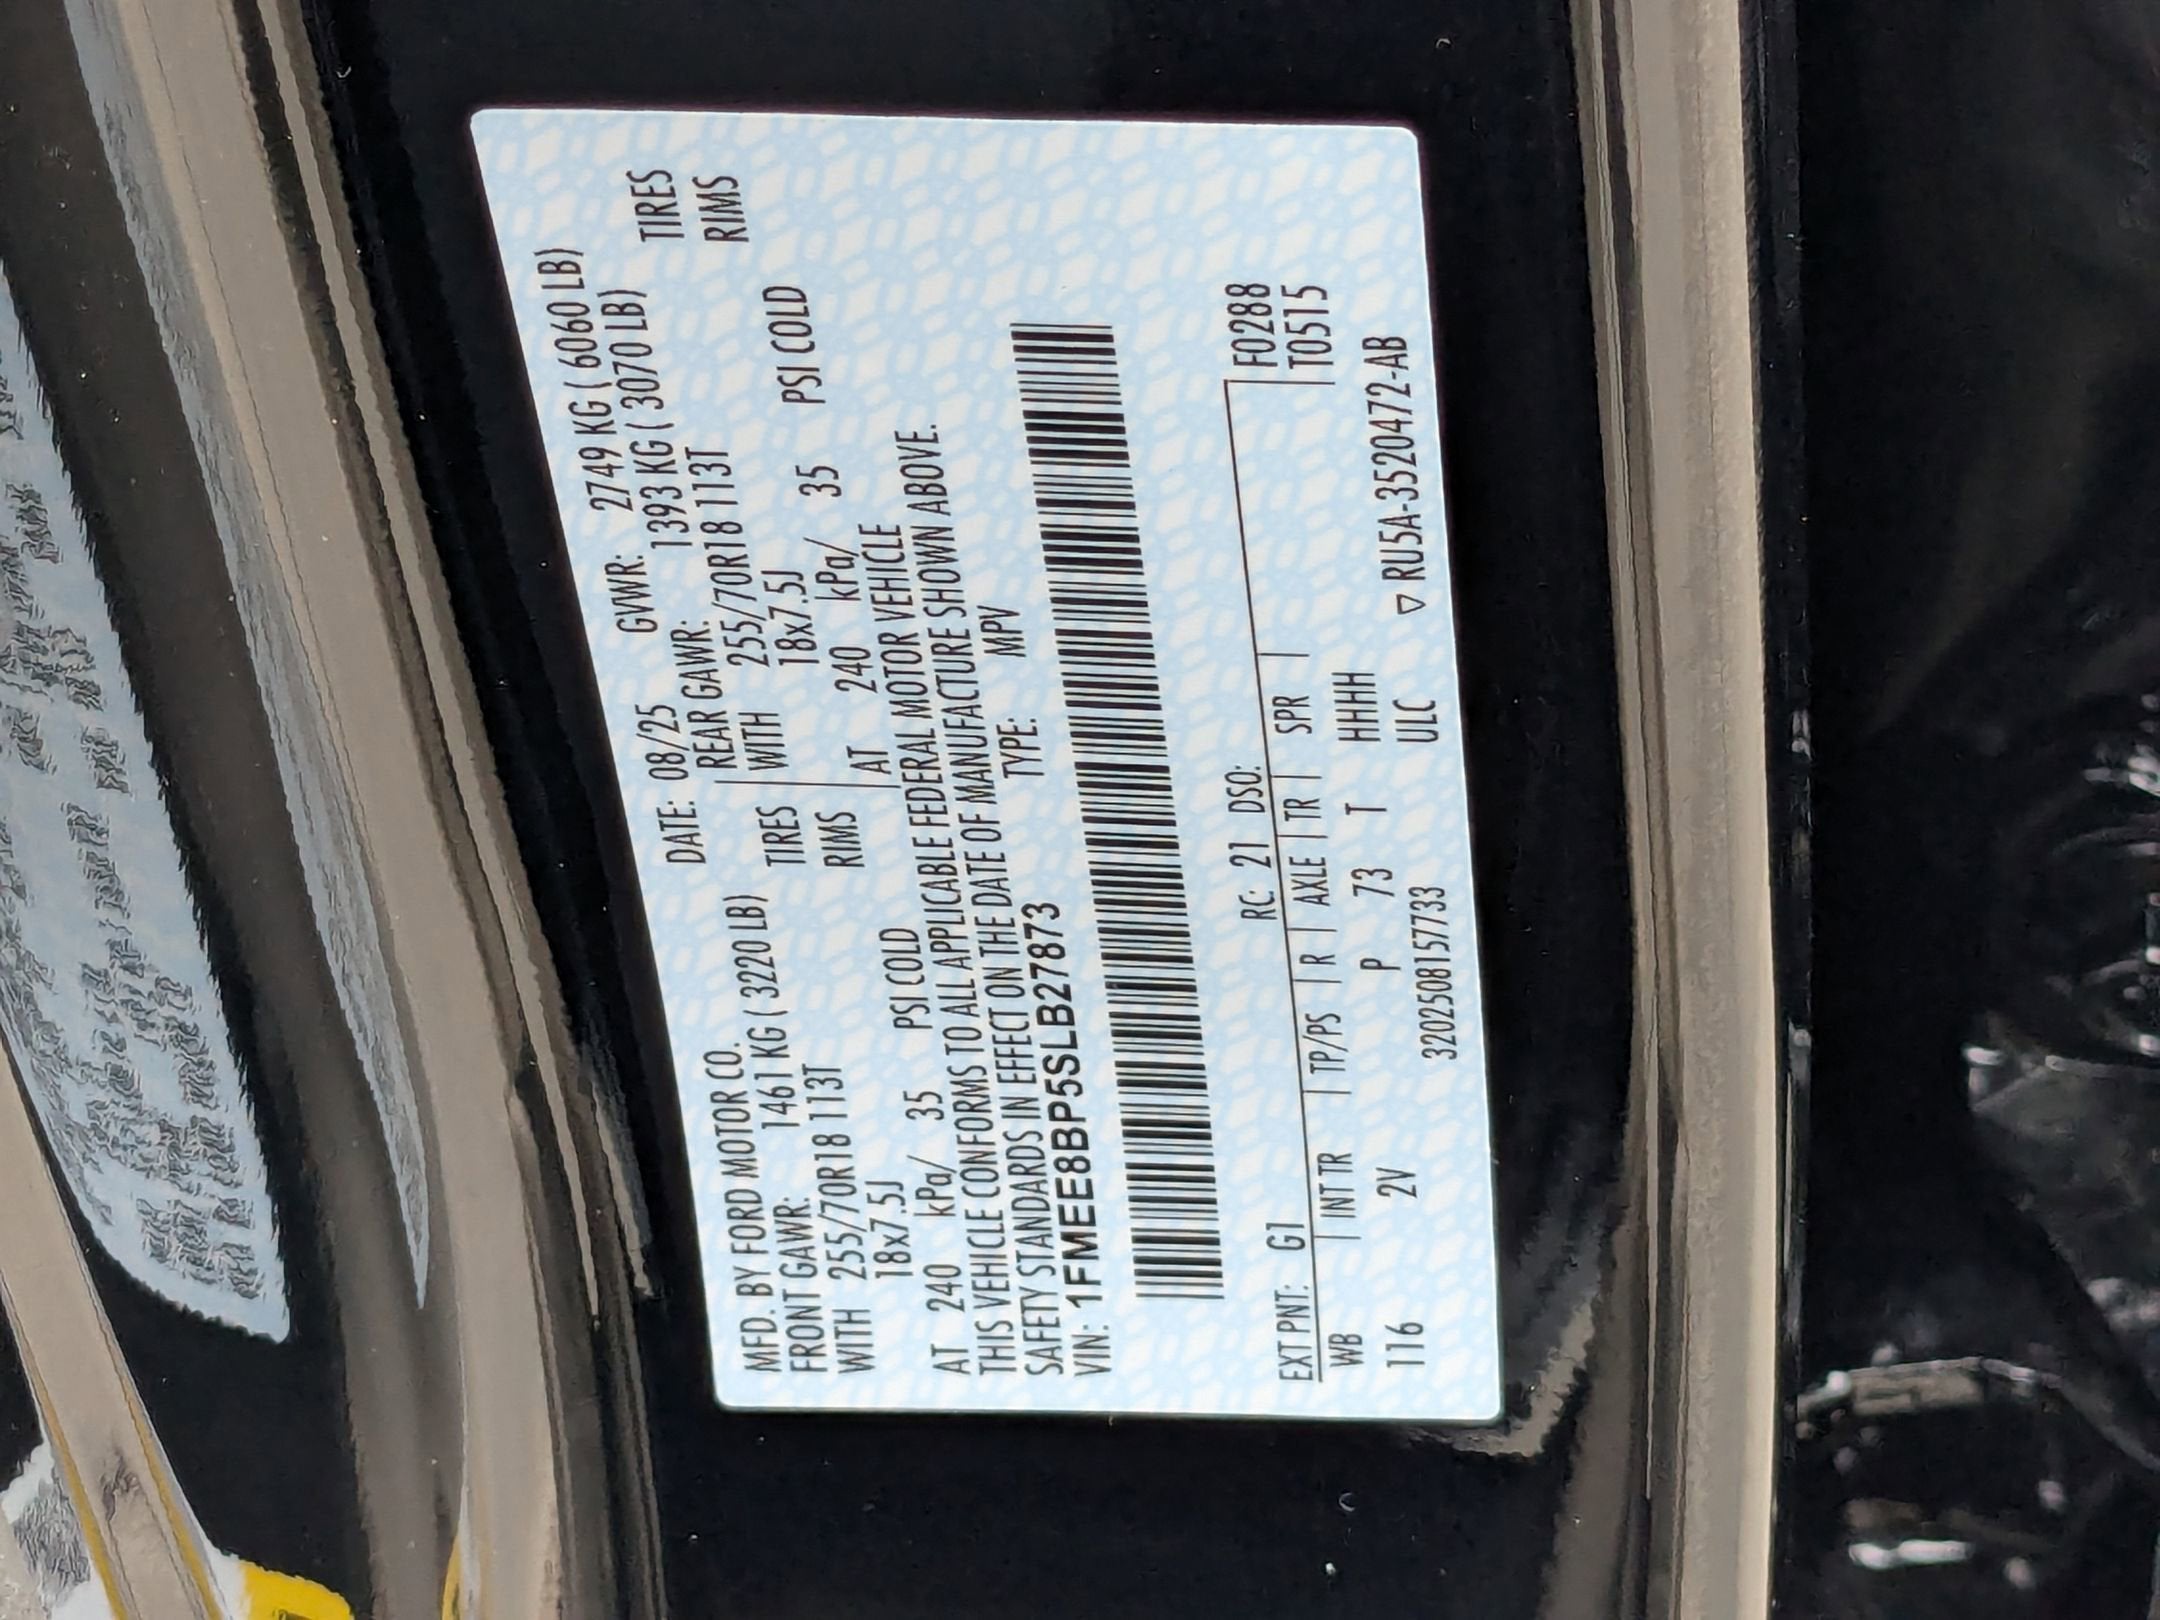 MFD. BY FORD MOTOR CO. DATE: 08/25 GVWR: 2749 KG ( 6060 LB)
FRONT GAWR: 1461 KG ( 3220 LB) REAR GAWR: 1393 KG ( 3070 LB)
WITH 255/70R18 113T TIRES WITH 255/70R18 113T TIRES
18x7.5J RIMS 18x7.5J RIMS
AT 240 kPa/ 35 PSI COLD AT 240 kPa/ 35 PSI COLD
THIS VEHICLE CONFORMS TO ALL APPLICABLE FEDERAL MOTOR VEHICLE
SAFETY STANDARDS IN EFFECT ON THE DATE OF MANUFACTURE SHOWN ABOVE.
VIN: 1FMEE8BP5SLB27873 TYPE: MPV
EXT PNT: G1 RC: 21 DSO: F0288
WB INT TR TP/PS R AXLE TR SPR T0515
116 2V P 73 T HHHH
3202508157733 ULC ▽ RU5A-3520472-AB